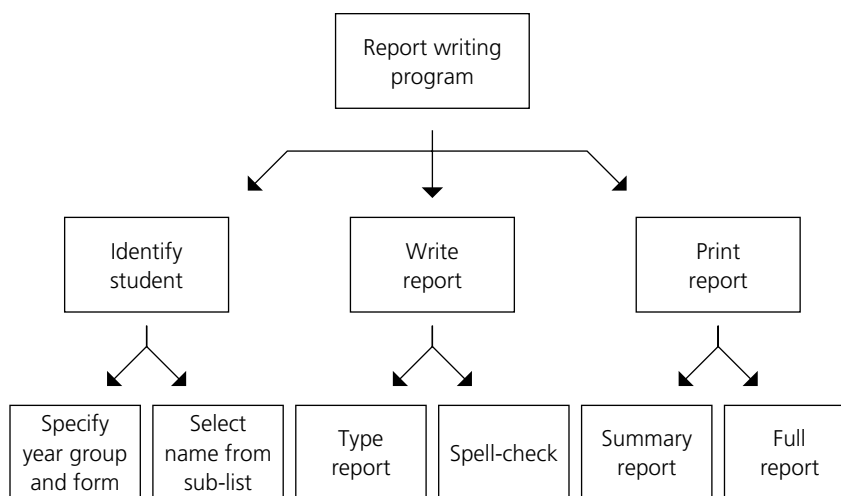 Report writing
program
Identify
student
Write
report
Print
report
Specify
year group
and form
Select
name from
sub-list
Type
report
Spell-check
Summary
report
Full
report